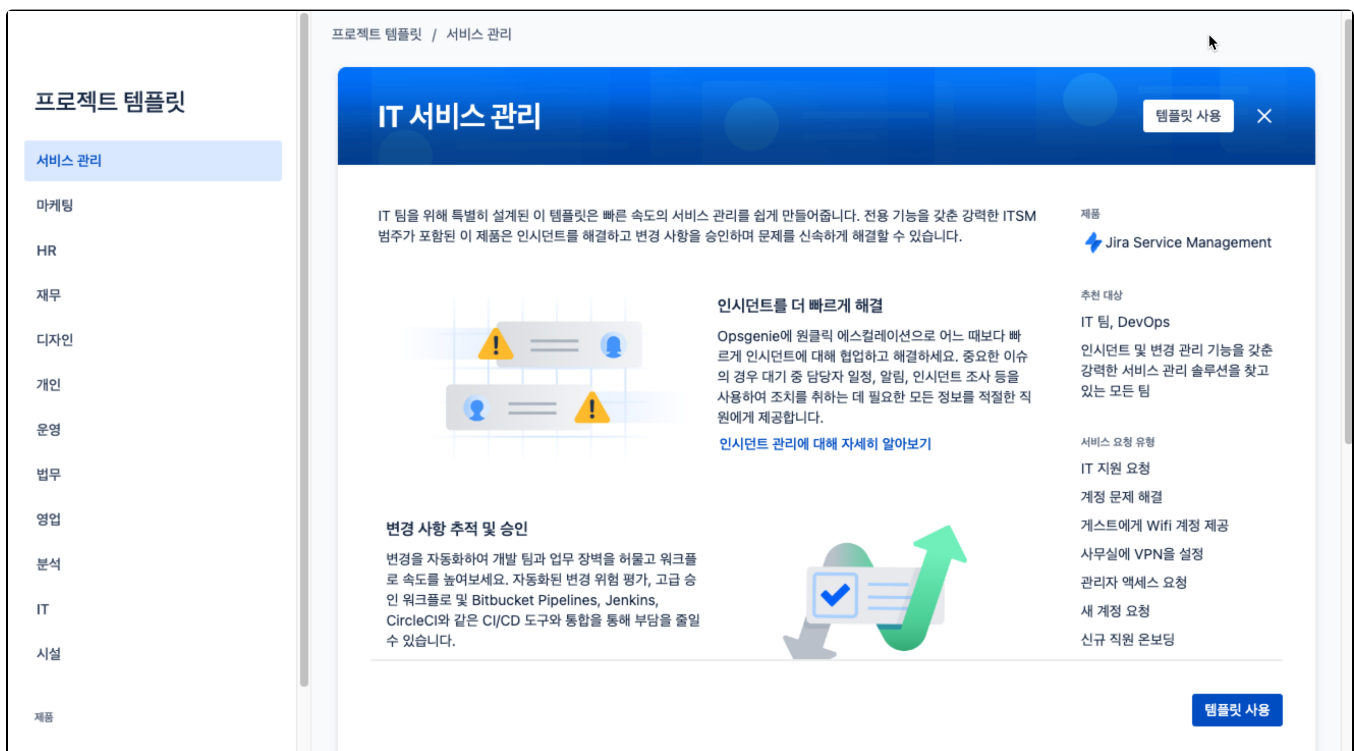 프로젝트 템플릿 / 서비스 관리
프로젝트 템플릿
서비스 관리
마케팅
HR
재무
디자인
개인
운영
법무
영업
분석
IT
시설
제품
IT 서비스 관리
템플릿 사용
IT 팀을 위해 특별히 설계된 이 템플릿은 빠른 속도의 서비스 관리를 쉽게 만들어줍니다. 전용 기능을 갖춘 강력한 ITSM
범주가 포함된 이 제품은 인시던트를 해결하고 변경 사항을 승인하며 문제를 신속하게 해결할 수 있습니다.
인시던트를 더 빠르게 해결
Opsgenie에 원클릭 에스컬레이션으로 어느 때보다 빠
르게 인시던트에 대해 협업하고 해결하세요. 중요한 이슈
의 경우 대기 중 담당자 일정, 알림, 인시던트 조사 등을
사용하여 조치를 취하는 데 필요한 모든 정보를 적절한 직
원에게 제공합니다.
인시던트 관리에 대해 자세히 알아보기
변경 사항 추적 및 승인
변경을 자동화하여 개발 팀과 업무 장벽을 허물고 워크플
로 속도를 높여보세요. 자동화된 변경 위험 평가, 고급 승
인 워크플로 및 Bitbucket Pipelines, Jenkins,
CircleCI와 같은 CI/CD 도구와 통합을 통해 부담을 줄일
수 있습니다.
제품
Jira Service Management
추천 대상
IT 팀, DevOps
인시던트 및 변경 관리 기능을 갖춘
강력한 서비스 관리 솔루션을 찾고
있는 모든 팀
서비스 요청 유형
IT 지원 요청
계정 문제 해결
게스트에게 Wifi 계정 제공
사무실에 VPN을 설정
관리자 액세스 요청
새 계정 요청
신규 직원 온보딩
템플릿 사용